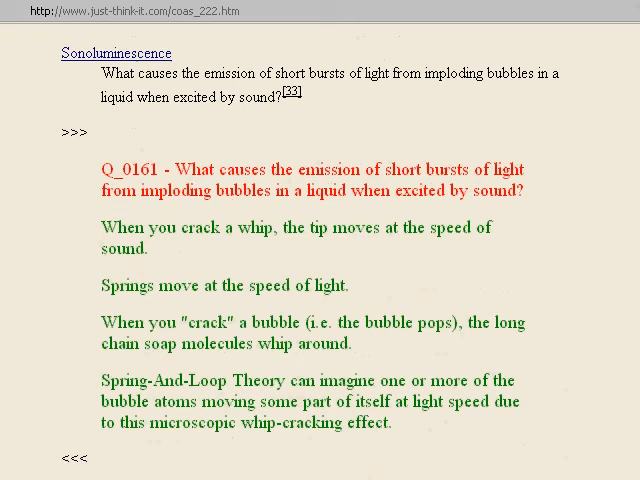 http://www.just-think-it.com/coas_222.htm
Sonoluminescence
What causes the emission of short bursts of light from imploding bubbles in a
liquid when excited by sound?[33]
>>>
Q_0161 - What causes the emission of short bursts of light
from imploding bubbles in a liquid when excited by sound?
When you crack a whip, the tip moves at the speed of
sound.
Springs move at the speed of light.
When you "crack" a bubble (i.e. the bubble pops), the long
chain soap molecules whip around.
Spring-And-Loop Theory can imagine one or more of the
bubble atoms moving some part of itself at light speed due
to this microscopic whip-cracking effect.
<<<